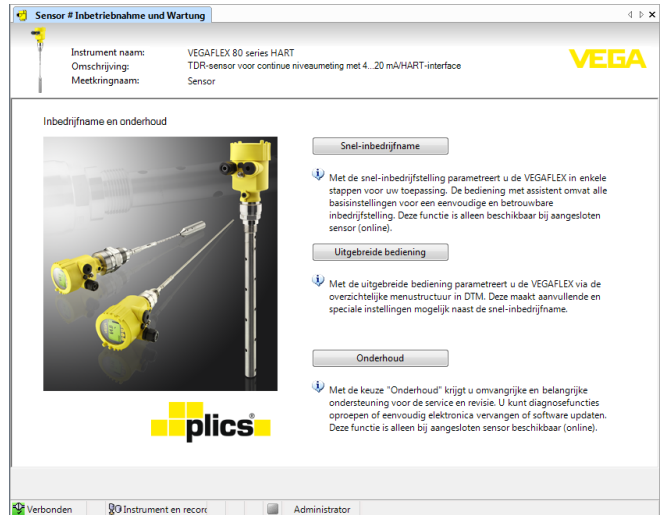 Sensor # Inbetriebnahme und Wartung
Instrument naam: VEGAFLEX 80 series HART
Omschrijving: TDR-sensor voor continue niveaumeting met 4...20 mA/HART-interface
Meetkringnaam: Sensor
VEGA
Inbedrijfname en onderhoud
Snel-inbedrijfname
Met de snel-inbedrijfstelling parametreert u de VEGAFLEX in enkele
stappen voor uw toepassing. De bediening met assistent omvat alle
basisinstellingen voor een eenvoudige en betrouwbare
inbedrijfstelling. Deze functie is alleen beschikbaar bij aangesloten
sensor (online).
Uitgebreide bediening
Met de uitgebreide bediening parametreert u de VEGAFLEX via de
overzichtelijke menustructuur in DTM. Deze maakt aanvullende en
speciale instellingen mogelijk naast de snel-inbedrijfname.
Onderhoud
Met de keuze "Onderhoud" krijgt u omvangrijke en belangrijke
ondersteuning voor de service en revisie. U kunt diagnosefuncties
oproepen of eenvoudig elektronica vervangen of software updaten.
Deze functie is alleen bij aangesloten sensor beschikbaar (online).
plics®
Verbonden Instrument en record Administrator